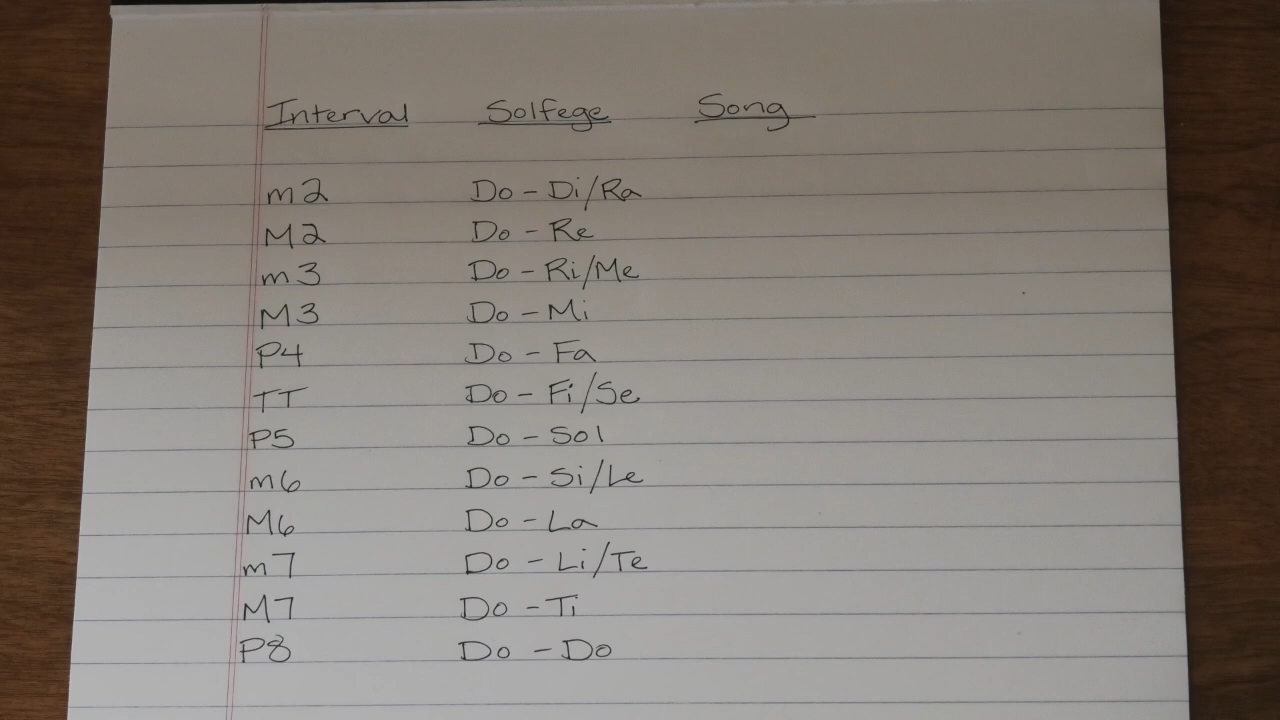 Interval Solfege Song
m2 Do - Di/Ra
M2 Do - Re
m3 Do - Ri/Me
M3 Do - Mi
P4 Do - Fa
TT Do - Fi/Se
P5 Do - Sol
m6 Do - Si/Le
M6 Do - La
m7 Do - Li/Te
M7 Do - Ti
P8 Do - Do